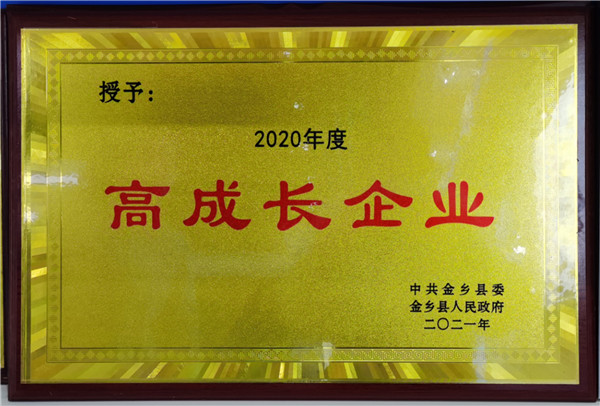 授予：
2020年度
高成长企业
中共金乡县委
金乡县人民政府
二〇二一年